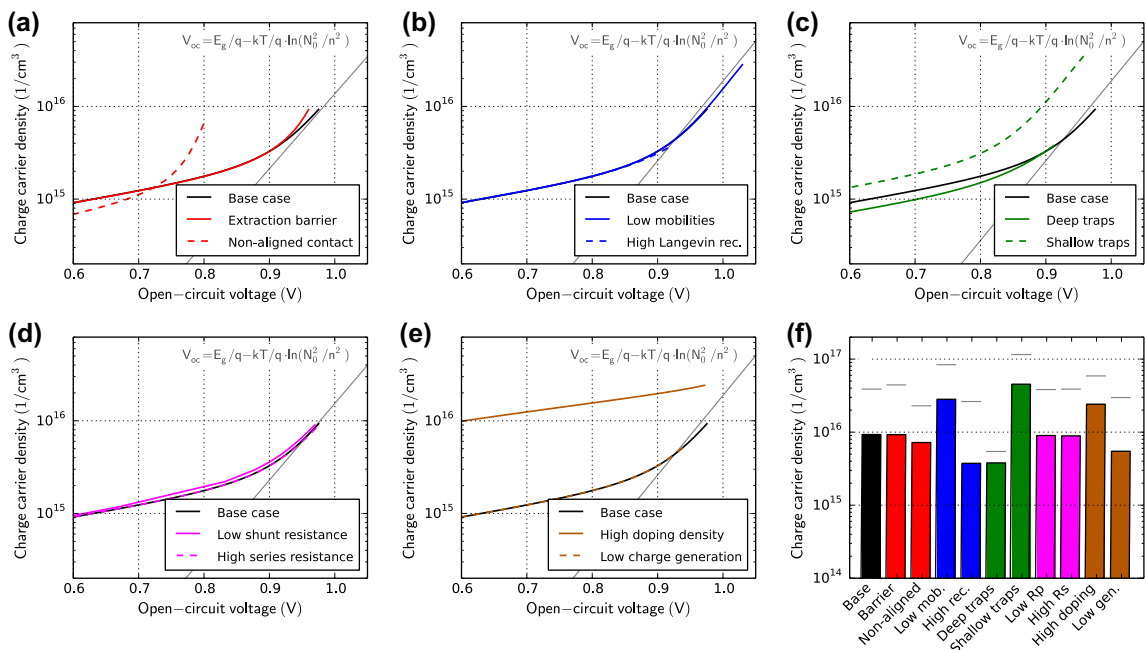 (a)
V_oc=E_g/q−kT/q·ln(N_0^2/n^2)
Charge carrier density (1/cm^3)
10^16
10^15
Base case
Extraction barrier
Non-aligned contact
0.6 0.7 0.8 0.9 1.0
Open−circuit voltage (V)
(b)
V_oc=E_g/q−kT/q·ln(N_0^2/n^2)
Charge carrier density (1/cm^3)
10^16
10^15
Base case
Low mobilities
High Langevin rec.
0.6 0.7 0.8 0.9 1.0
Open−circuit voltage (V)
(c)
V_oc=E_g/q−kT/q·ln(N_0^2/n^2)
Charge carrier density (1/cm^3)
10^16
10^15
Base case
Deep traps
Shallow traps
0.6 0.7 0.8 0.9 1.0
Open−circuit voltage (V)
(d)
V_oc=E_g/q−kT/q·ln(N_0^2/n^2)
Charge carrier density (1/cm^3)
10^16
10^15
Base case
Low shunt resistance
High series resistance
0.6 0.7 0.8 0.9 1.0
Open−circuit voltage (V)
(e)
V_oc=E_g/q−kT/q·ln(N_0^2/n^2)
Charge carrier density (1/cm^3)
10^16
10^15
Base case
High doping density
Low charge generation
0.6 0.7 0.8 0.9 1.0
Open−circuit voltage (V)
(f)
Charge carrier density (1/cm^3)
10^17
10^16
10^15
10^14
Base
Barrier
Non-aligned
Low mob.
High rec.
Deep traps
Shallow traps
Low Rp
High Rs
High doping
Low gen.